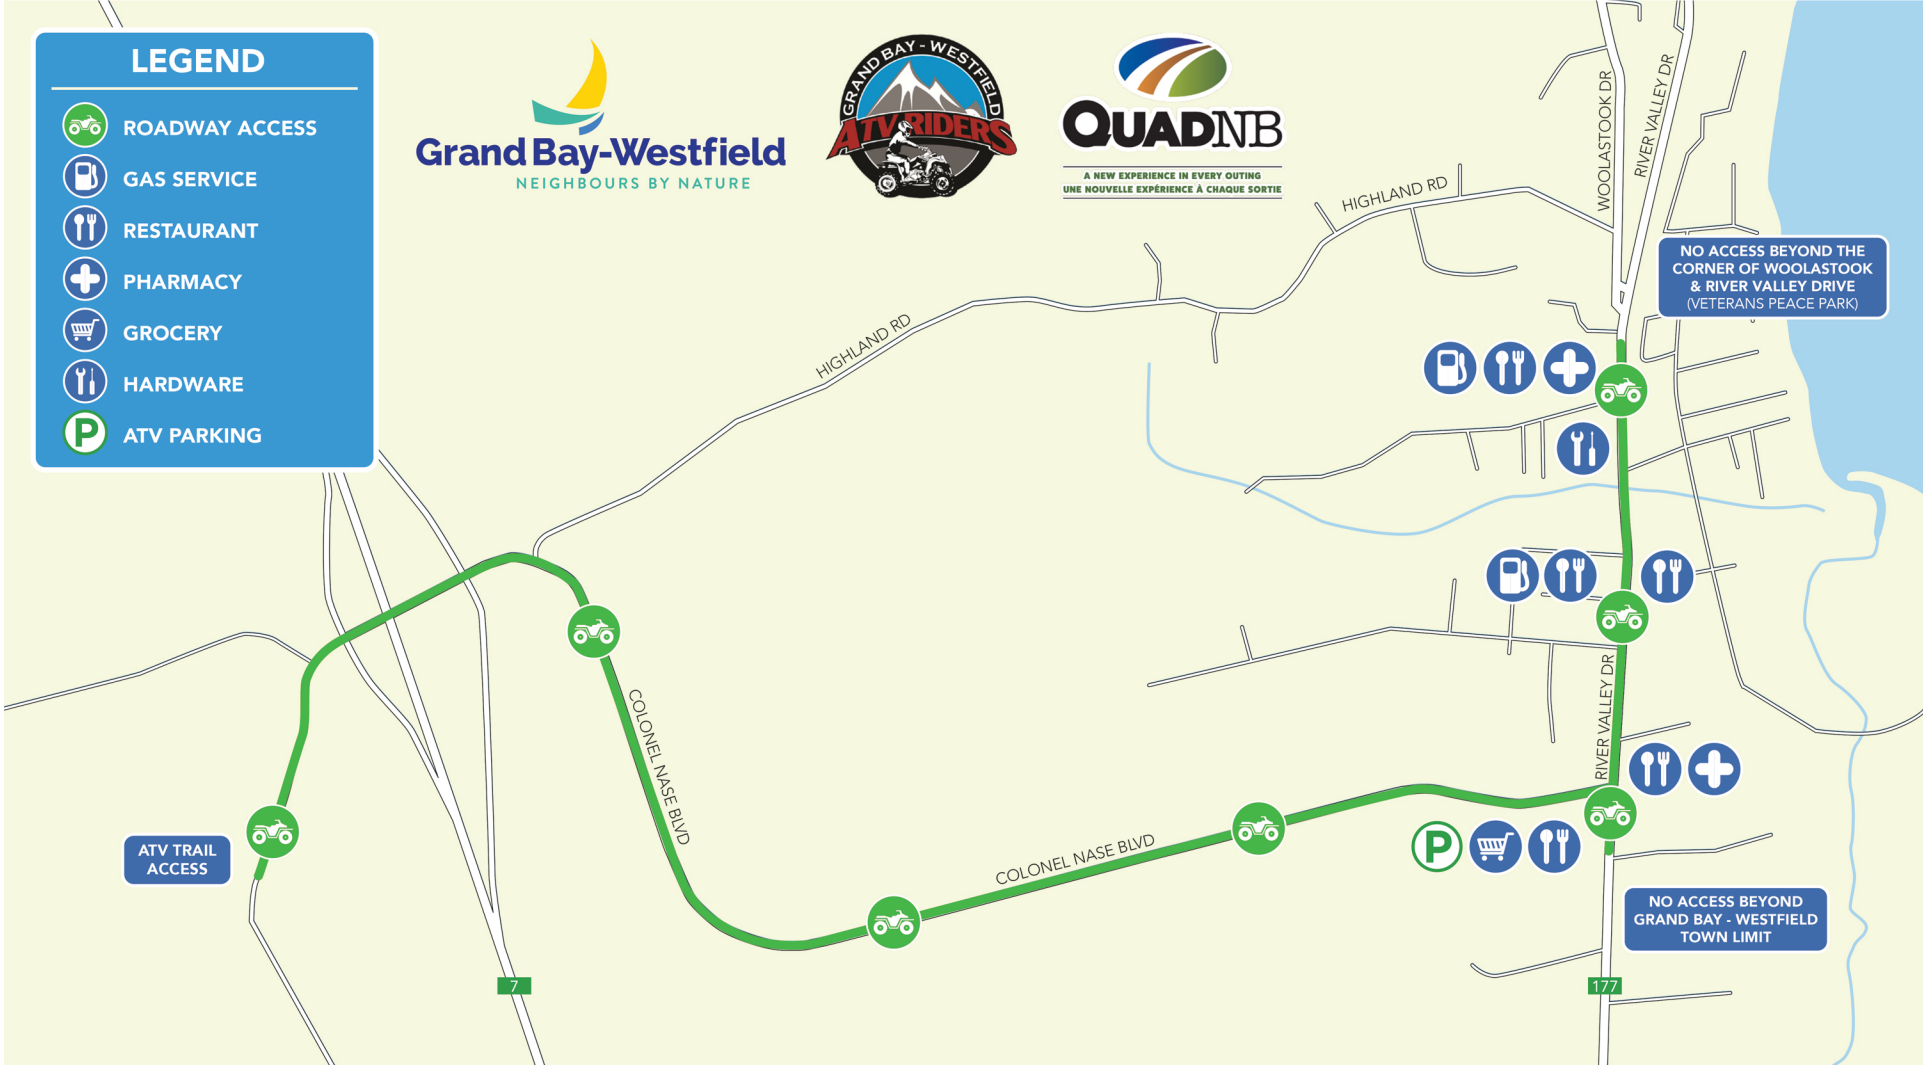 LEGEND
ROADWAY ACCESS
GAS SERVICE
RESTAURANT
PHARMACY
GROCERY
HARDWARE
P
ATV PARKING
Grand Bay-Westfield
NEIGHBOURS BY NATURE
GRAND BAY - WESTFIELD
ATV RIDERS
QUADNB
A NEW EXPERIENCE IN EVERY OUTING
UNE NOUVELLE EXPÉRIENCE À CHAQUE SORTIE
WOOLASTOOK DR
RIVER VALLEY DR
HIGHLAND RD
NO ACCESS BEYOND THE
CORNER OF WOOLASTOOK
& RIVER VALLEY DRIVE
(VETERANS PEACE PARK)
HIGHLAND RD
RIVER VALLEY DR
COLONEL NASE BLVD
COLONEL NASE BLVD
P
ATV TRAIL
ACCESS
NO ACCESS BEYOND
GRAND BAY - WESTFIELD
TOWN LIMIT
7
177